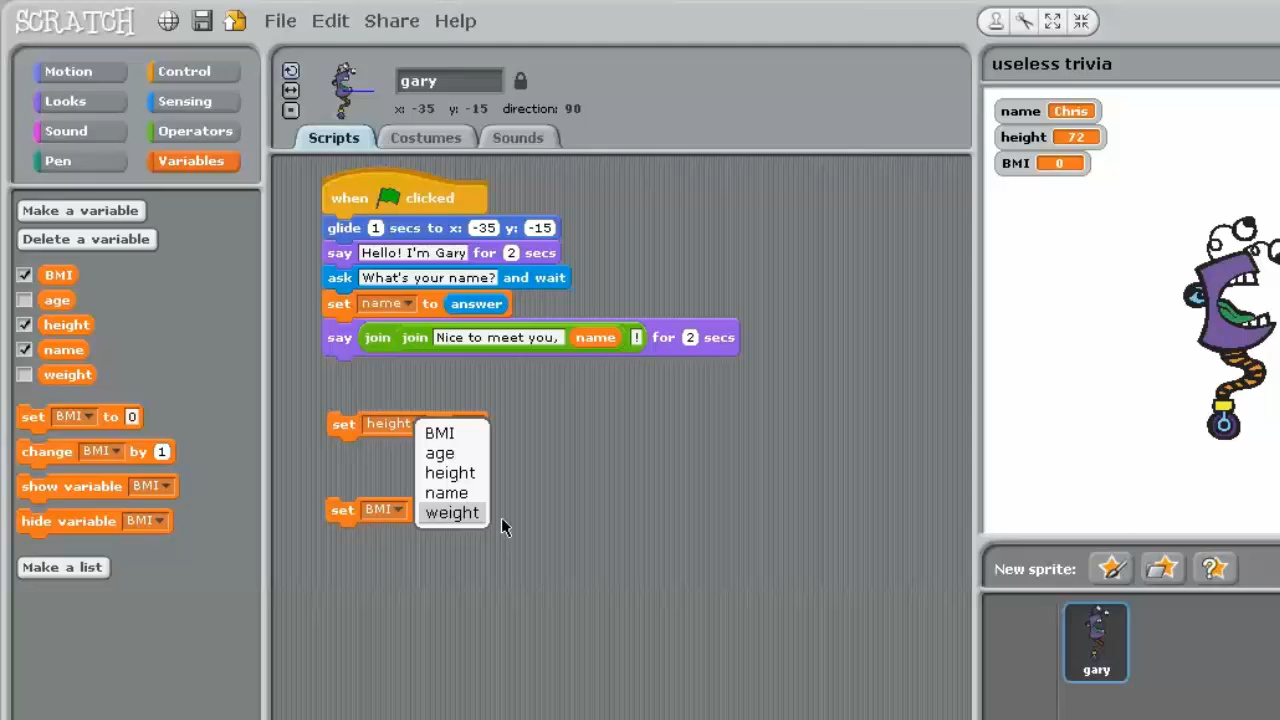 SCRATCH File Edit Share Help
Motion Control
Looks Sensing
Sound Operators
Pen Variables
Make a variable
Delete a variable
BMI
age
height
name
weight
set BMI to 0
change BMI by 1
show variable BMI
hide variable BMI
Make a list
gary
x: -35 y: -15 direction: 90
Scripts Costumes Sounds
when clicked
glide 1 secs to x: -35 y: -15
say Hello! I'm Gary for 2 secs
ask What's your name? and wait
set name to answer
say join join Nice to meet you, name ! for 2 secs
set height
set BMI
BMI
age
height
name
weight
useless trivia
name Chris
height 72
BMI 0
New sprite:
gary